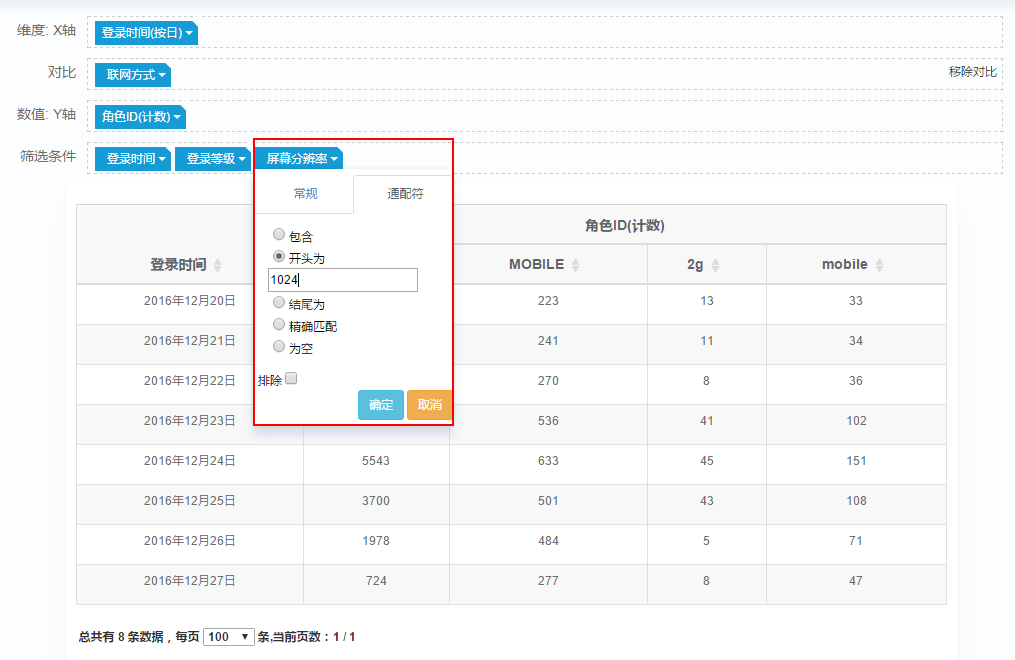 维度: X轴 登录时间(按日)
对比 联网方式 移除对比
数值: Y轴 角色ID(计数)
筛选条件 登录时间 登录等级 屏幕分辨率
常规 通配符
包含
开头为
1024
结尾为
精确匹配
为空
排除
确定 取消
角色ID(计数)
登录时间 MOBILE 2g mobile
2016年12月20日 223 13 33
2016年12月21日 241 11 34
2016年12月22日 270 8 36
2016年12月23日 536 41 102
2016年12月24日 5543 633 45 151
2016年12月25日 3700 501 43 108
2016年12月26日 1978 484 5 71
2016年12月27日 724 277 8 47
总共有 8 条数据，每页 100 条,当前页数：1 / 1